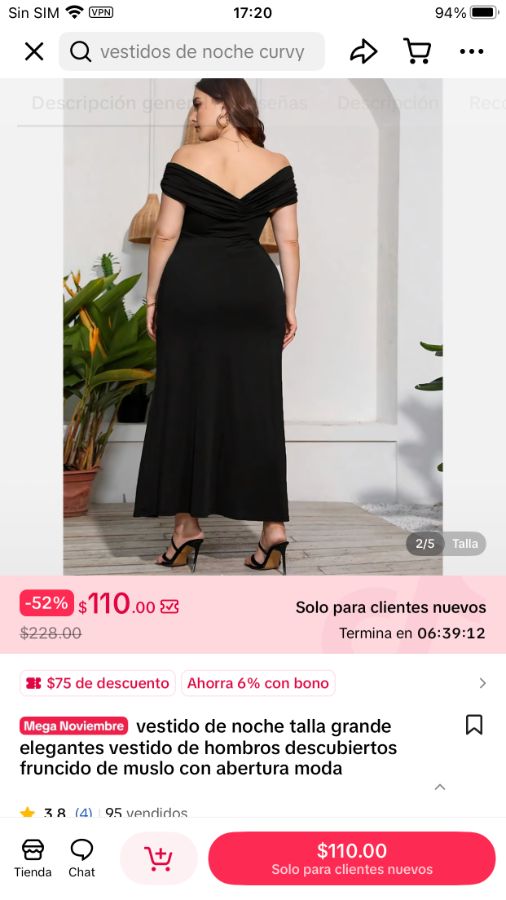 Sin SIM VPN 17:20 94%
vestidos de noche curvy
Descripción gener señas Descripción Reco
2/5 Talla
-52% $110.00 Solo para clientes nuevos
$228.00 Termina en 06:39:12
$75 de descuento Ahorra 6% con bono
Mega Noviembre vestido de noche talla grande
elegantes vestido de hombros descubiertos
fruncido de muslo con abertura moda
3.8 (4) 95 vendidos
$110.00
Tienda Chat Solo para clientes nuevos